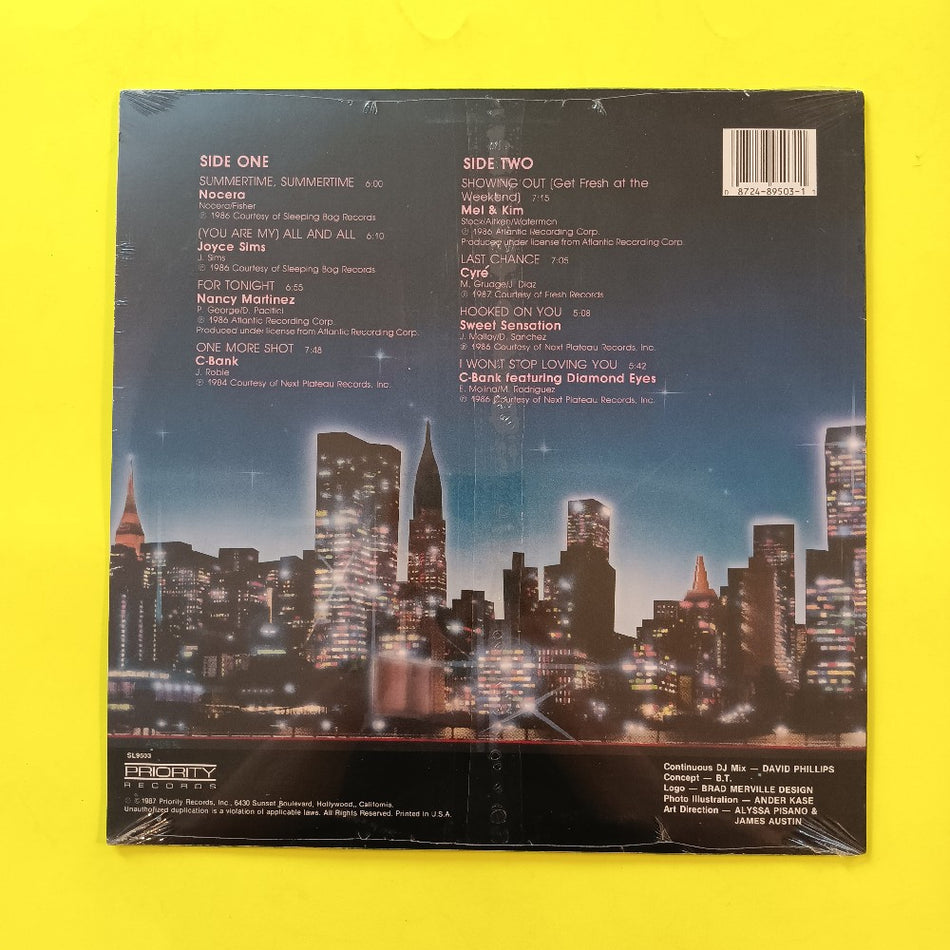 SIDE ONE
SUMMERTIME, SUMMERTIME 6:00
Nocera
Nocera/Fisher
℗ 1986 Courtesy of Sleeping Bag Records
(YOU ARE MY) ALL AND ALL 6:10
Joyce Sims
J. Sims
℗ 1986 Courtesy of Sleeping Bag Records
FOR TONIGHT 6:55
Nancy Martinez
P. George/D. Pacitici
℗ 1986 Atlantic Recording Corp.
Produced under license from Atlantic Recording Corp.
ONE MORE SHOT 7:48
C-Bank
J. Robie
℗ 1984 Courtesy of Next Plateau Records, Inc.
SIDE TWO
SHOWING OUT (Get Fresh at the
Weekend) 7:15
Mel & Kim
Stock/Aitken/Waterman
℗ 1986 Atlantic Recording Corp.
Produced under license from Atlantic Recording Corp.
LAST CHANCE 7:05
Cyré
M. Gruage/J. Diaz
℗ 1987 Courtesy of Fresh Records
HOOKED ON YOU 5:08
Sweet Sensation
J. Malloy/D. Sanchez
℗ 1986 Courtesy of Next Plateau Records, Inc.
I WON'T STOP LOVING YOU 5:42
C-Bank featuring Diamond Eyes
E. Molina/M. Rodriguez
℗ 1986 Courtesy of Next Plateau Records, Inc.
0 8724-89503-1 1
SL9503
PRIORITY
RECORDS
℗ © 1987 Priority Records, Inc., 6430 Sunset Boulevard, Hollywood, California.
Unauthorized duplication is a violation of applicable laws. All Rights Reserved. Printed in U.S.A.
Continuous DJ Mix — DAVID PHILLIPS
Concept — B.T.
Logo — BRAD MERVILLE DESIGN
Photo Illustration — ANDER KASE
Art Direction — ALYSSA PISANO &
JAMES AUSTIN